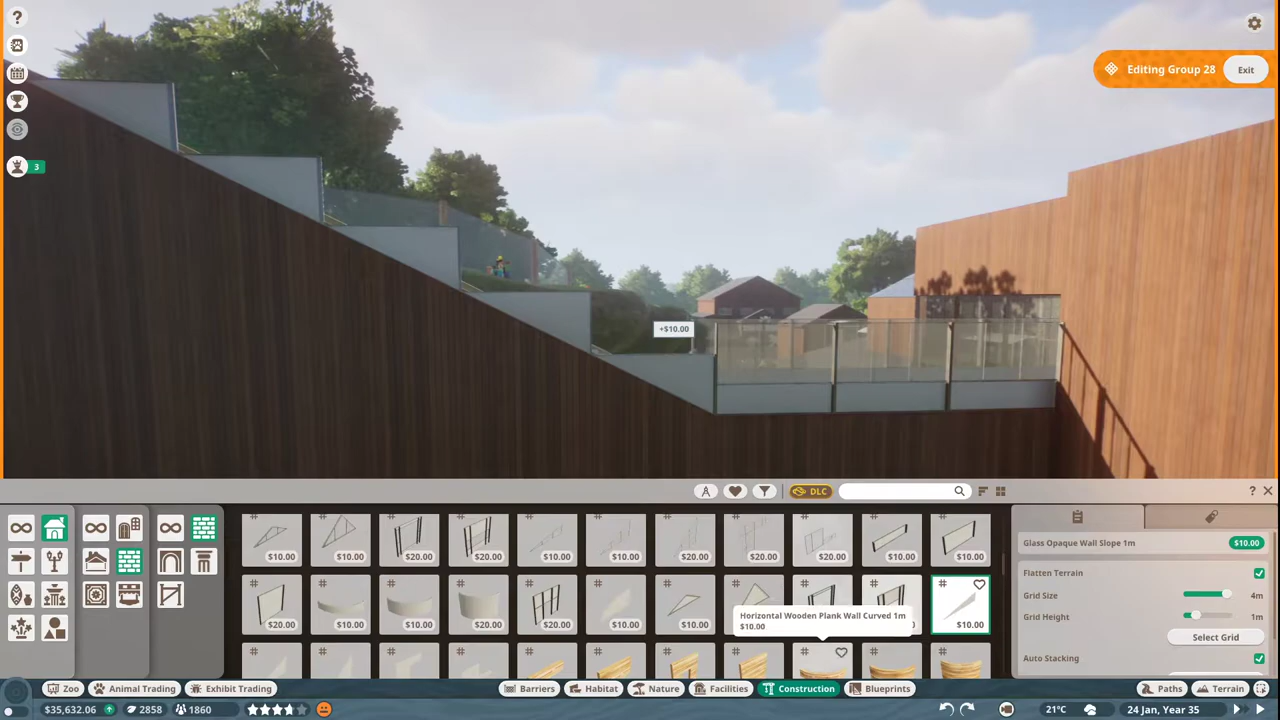 ?
Editing Group 28
Exit
3
+$10.00
DLC
?
$10.00
$10.00
$20.00
$20.00
$10.00
$10.00
$10.00
$20.00
$20.00
$10.00
$10.00
Glass Opaque Wall Slope 1m
$10.00
Flatten Terrain
Grid Size
4m
Grid Height
1m
Select Grid
Auto Stacking
$20.00
$10.00
$10.00
$20.00
$20.00
$10.00
$10.00
Horizontal Wooden Plank Wall Curved 1m
$10.00
$10.00
Zoo
Animal Trading
Exhibit Trading
Barriers
Habitat
Nature
Facilities
Construction
Blueprints
Paths
Terrain
$35,632.06
2858
1860
21°C
24 Jan, Year 35